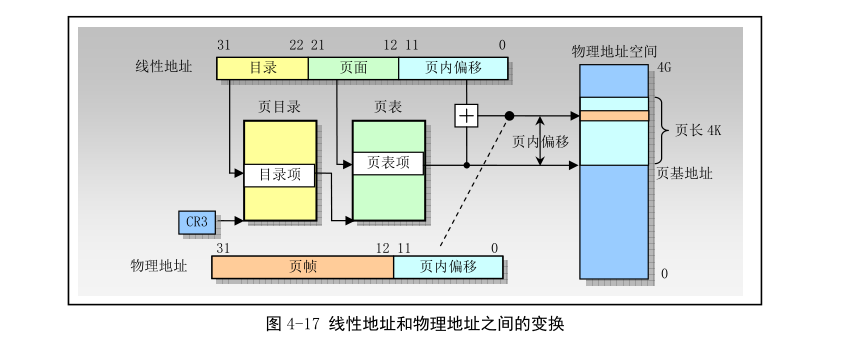 31 22 21 12 11 0
线性地址 目录 页面 页内偏移
物理地址空间
4G
页目录 页表
页内偏移
页长 4K
目录项 页表项
页基地址
CR3
31 12 11 0
物理地址 页帧 页内偏移
0
图 4-17 线性地址和物理地址之间的变换